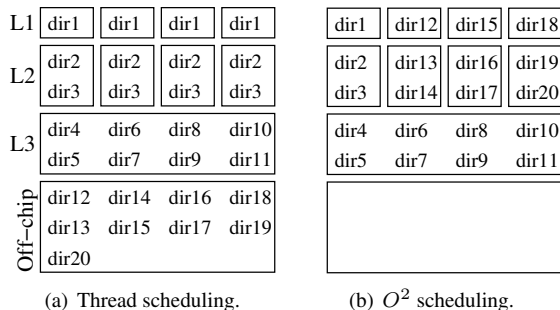 L1 dir1 dir1 dir1 dir1 dir1 dir12 dir15 dir18
L2 dir2 dir2 dir2 dir2 dir2 dir13 dir16 dir19
dir3 dir3 dir3 dir3 dir3 dir14 dir17 dir20
L3 dir4 dir6 dir8 dir10 dir4 dir6 dir8 dir10
dir5 dir7 dir9 dir11 dir5 dir7 dir9 dir11
Off-chip
dir12 dir14 dir16 dir18
dir13 dir15 dir17 dir19
dir20
(a) Thread scheduling. (b) O² scheduling.